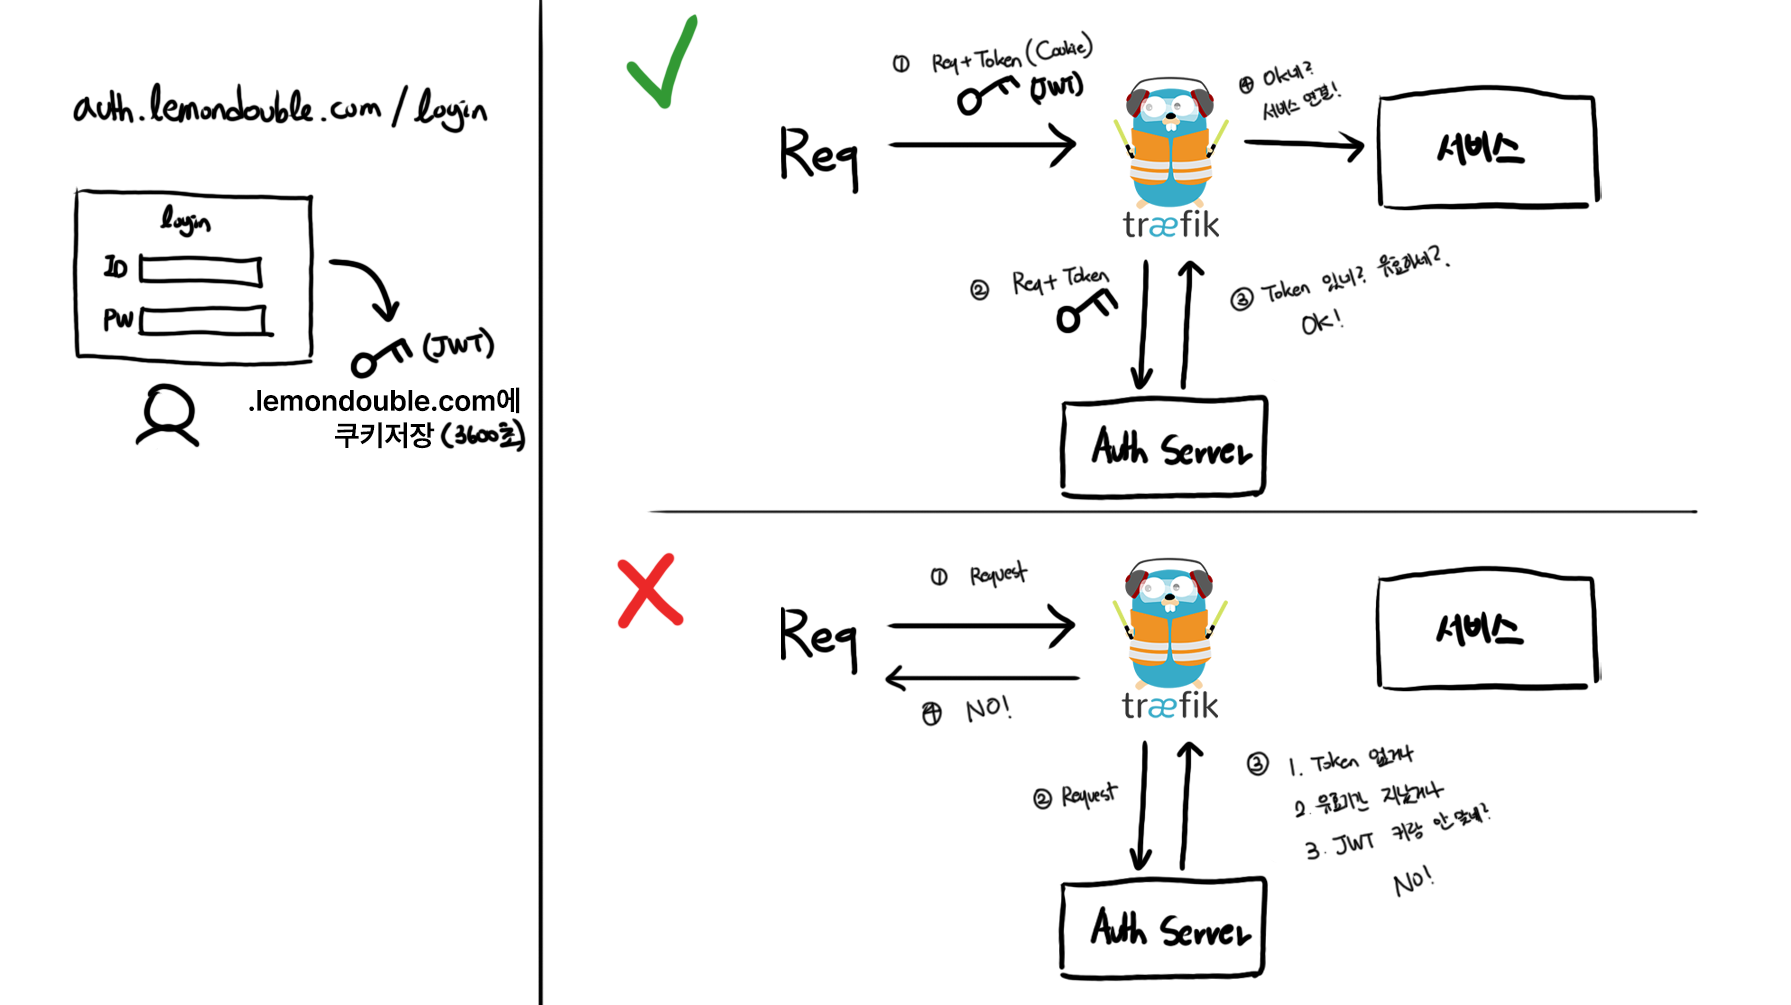 auth.lemondouble.com/login
login
ID
PW
(JWT)
.lemondouble.com에
쿠키저장 (3600초)
① Req+Token (Cookie)
(JWT)
Req
træfik
④ OK네?
서비스 연결!
서비스
② Req+Token
③ Token 있네? 유효하네?
OK!
Auth Server
① Request
Req
④ NO!
træfik
서비스
② Request
③ 1. Token 없거나
2. 유효기간 지났거나
3. JWT 키랑 안 맞네?
NO!
Auth Server